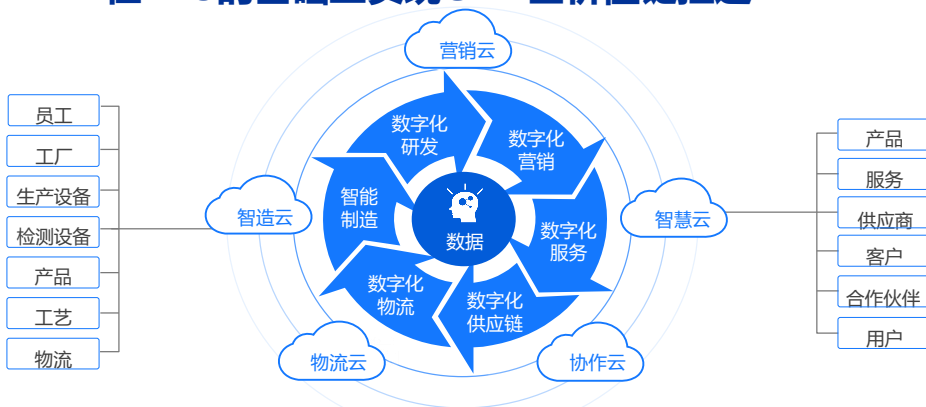 营销云
员工
工厂
生产设备
检测设备
产品
工艺
物流
智造云
数字化
研发
数字化
营销
智能
制造
数据
数字化
服务
数字化
物流
数字化
供应链
物流云
协作云
智慧云
产品
服务
供应商
客户
合作伙伴
用户